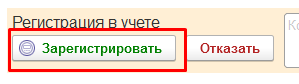 Регистрация в учете
Зарегистрировать Отказать